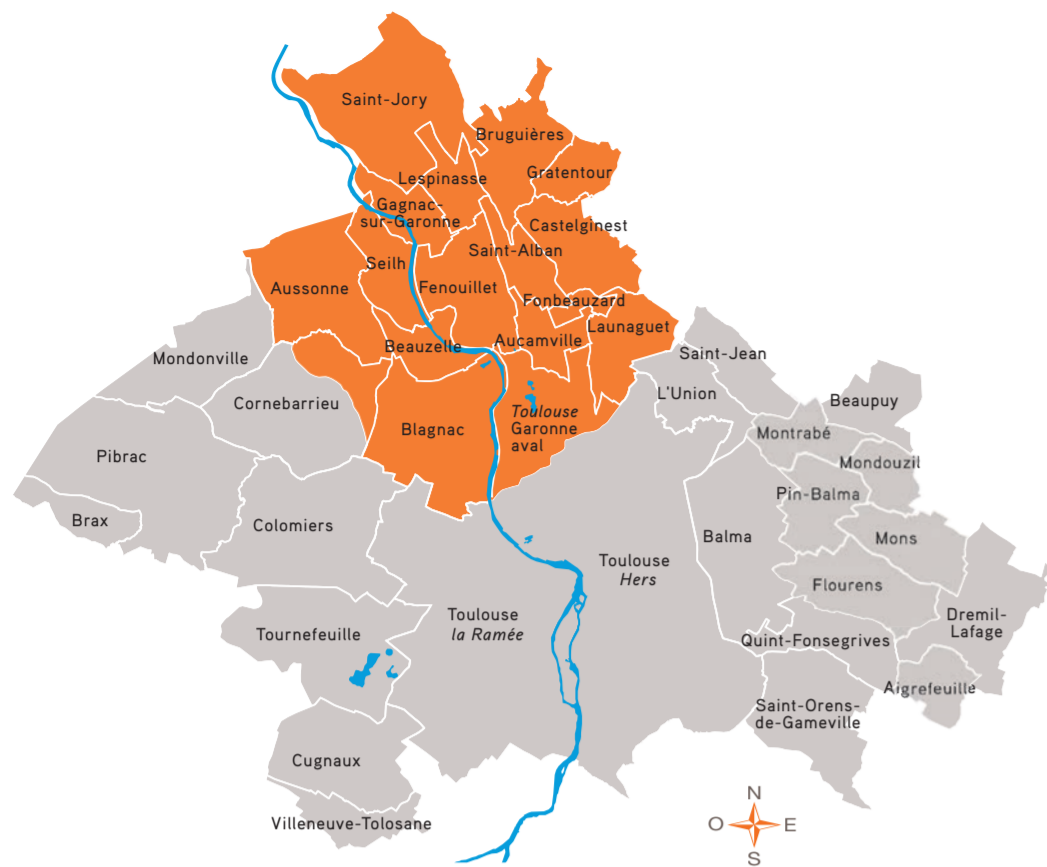 Saint-Jory
Bruguières
Lespinasse
Gratentour
Gagnac-
sur-Garonne
Castelginest
Saint-Alban
Seilh
Fenouillet
Aussonne
Fonbeauzard
Launaguet
Beauzelle
Aucamville
Mondonville
Saint-Jean
L'Union
Beaupuy
Cornebarrieu
Toulouse
Garonne
aval
Blagnac
Montrabé
Pibrac
Mondouzil
Pin-Balma
Brax
Colomiers
Balma
Mons
Toulouse
Hers
Flourens
Toulouse
la Ramée
Dremil-
Lafage
Tournefeuille
Quint-Fonsegrives
Aigrefeuille
Saint-Orens-
de-Gameville
Cugnaux
Villeneuve-Tolosane
N
O
E
S